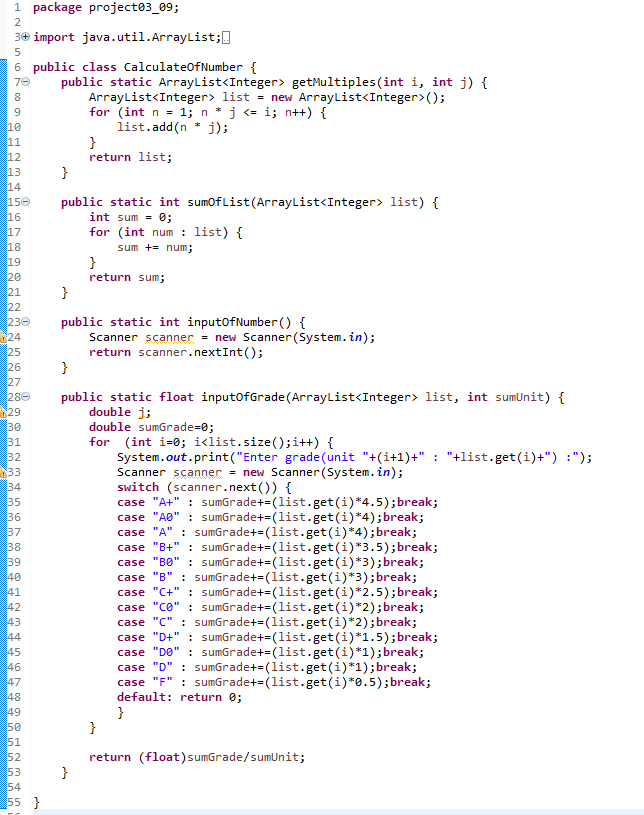 1 package project03_09;
2
3 import java.util.ArrayList;
5
6 public class CalculateOfNumber {
7 public static ArrayList<Integer> getMultiples(int i, int j) {
8 ArrayList<Integer> list = new ArrayList<Integer>();
9 for (int n = 1; n * j <= i; n++) {
10 list.add(n * j);
11 }
12 return list;
13 }
14
15 public static int sumOfList(ArrayList<Integer> list) {
16 int sum = 0;
17 for (int num : list) {
18 sum += num;
19 }
20 return sum;
21 }
22
23 public static int inputOfNumber() {
24 Scanner scanner = new Scanner(System.in);
25 return scanner.nextInt();
26 }
27
28 public static float inputOfGrade(ArrayList<Integer> list, int sumUnit) {
29 double j;
30 double sumGrade=0;
31 for (int i=0; i<list.size();i++) {
32 System.out.print("Enter grade(unit "+(i+1)+" : "+list.get(i)+") :");
33 Scanner scanner = new Scanner(System.in);
34 switch (scanner.next()) {
35 case "A+" : sumGrade+=(list.get(i)*4.5);break;
36 case "A0" : sumGrade+=(list.get(i)*4);break;
37 case "A" : sumGrade+=(list.get(i)*4);break;
38 case "B+" : sumGrade+=(list.get(i)*3.5);break;
39 case "B0" : sumGrade+=(list.get(i)*3);break;
40 case "B" : sumGrade+=(list.get(i)*3);break;
41 case "C+" : sumGrade+=(list.get(i)*2.5);break;
42 case "C0" : sumGrade+=(list.get(i)*2);break;
43 case "C" : sumGrade+=(list.get(i)*2);break;
44 case "D+" : sumGrade+=(list.get(i)*1.5);break;
45 case "D0" : sumGrade+=(list.get(i)*1);break;
46 case "D" : sumGrade+=(list.get(i)*1);break;
47 case "F" : sumGrade+=(list.get(i)*0.5);break;
48 default: return 0;
49 }
50 }
51
52 return (float)sumGrade/sumUnit;
53 }
54
55 }